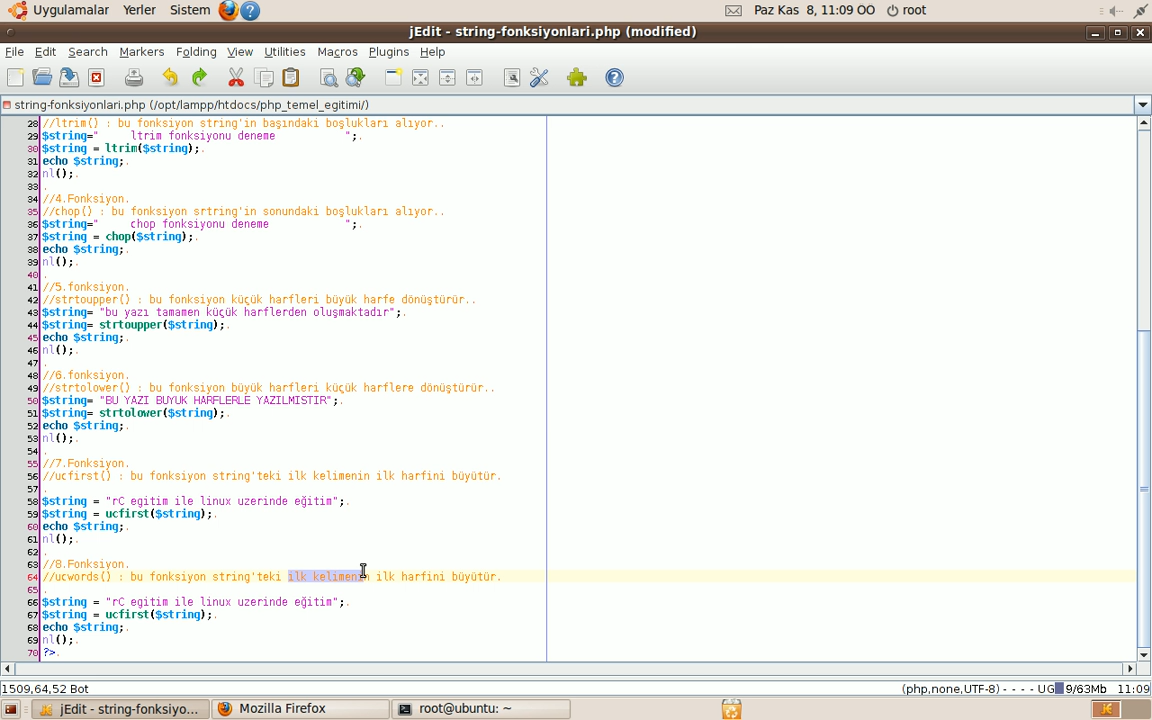 Uygulamalar Yerler Sistem Paz Kas 8, 11:09 OO root
jEdit - string-fonksiyonlari.php (modified)
File Edit Search Markers Folding View Utilities Macros Plugins Help
string-fonksiyonlari.php (/opt/lampp/htdocs/php_temel_egitimi/)
28 //ltrim() : bu fonksiyon string'in başındaki boşlukları alıyor..
29 $string="     ltrim fonksiyonu deneme           ";.
30 $string = ltrim($string);.
31 echo $string;.
32 nl();.
33 .
34 //4.Fonksiyon.
35 //chop() : bu fonksiyon srtring'in sonundaki boşlukları alıyor..
36 $string="     chop fonksiyonu deneme            ";.
37 $string = chop($string);.
38 echo $string;.
39 nl();.
40 .
41 //5.fonksiyon.
42 //strtoupper() : bu fonksiyon küçük harfleri büyük harfe dönüştürür..
43 $string= "bu yazı tamamen küçük harflerden oluşmaktadır";.
44 $string= strtoupper($string);.
45 echo $string;.
46 nl();.
47 .
48 //6.fonksiyon.
49 //strtolower() : bu fonksiyon büyük harfleri küçük harflere dönüştürür..
50 $string= "BU YAZI BUYUK HARFLERLE YAZILMISTIR";.
51 $string= strtolower($string);.
52 echo $string;.
53 nl();.
54 .
55 //7.Fonksiyon.
56 //ucfirst() : bu fonksiyon string'teki ilk kelimenin ilk harfini büyütür.
57 .
58 $string = "rC egitim ile linux uzerinde eğitim";.
59 $string = ucfirst($string);.
60 echo $string;.
61 nl();.
62 .
63 //8.Fonksiyon.
64 //ucwords() : bu fonksiyon string'teki ilk kelimenin ilk harfini büyütür.
65 .
66 $string = "rC egitim ile linux uzerinde eğitim";.
67 $string = ucfirst($string);.
68 echo $string;.
69 nl();.
70 ?>.
1509,64,52 Bot (php,none,UTF-8) - - - - UG 9/63Mb 11:09
jEdit - string-fonksiyo... Mozilla Firefox root@ubuntu: ~